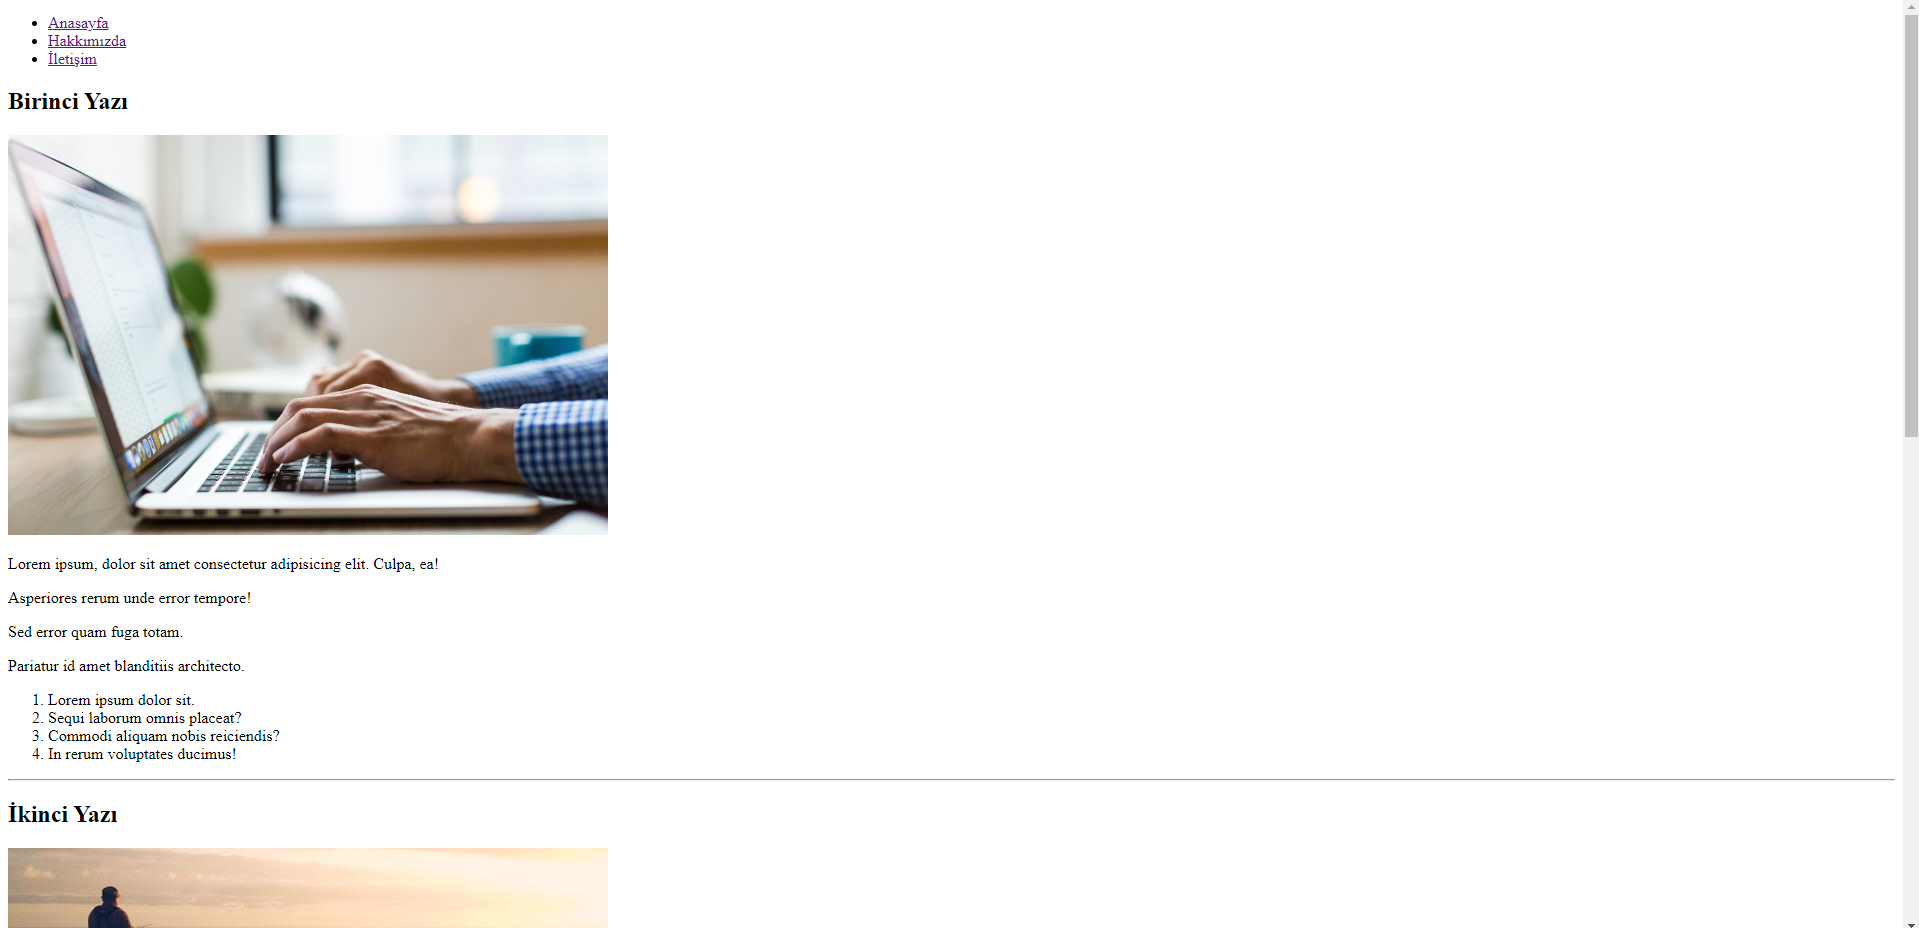 Anasayfa
Hakkımızda
İletişim
Birinci Yazı
Lorem ipsum, dolor sit amet consectetur adipisicing elit. Culpa, ea!
Asperiores rerum unde error tempore!
Sed error quam fuga totam.
Pariatur id amet blanditiis architecto.
1. Lorem ipsum dolor sit.
2. Sequi laborum omnis placeat?
3. Commodi aliquam nobis reiciendis?
4. In rerum voluptates ducimus!
İkinci Yazı